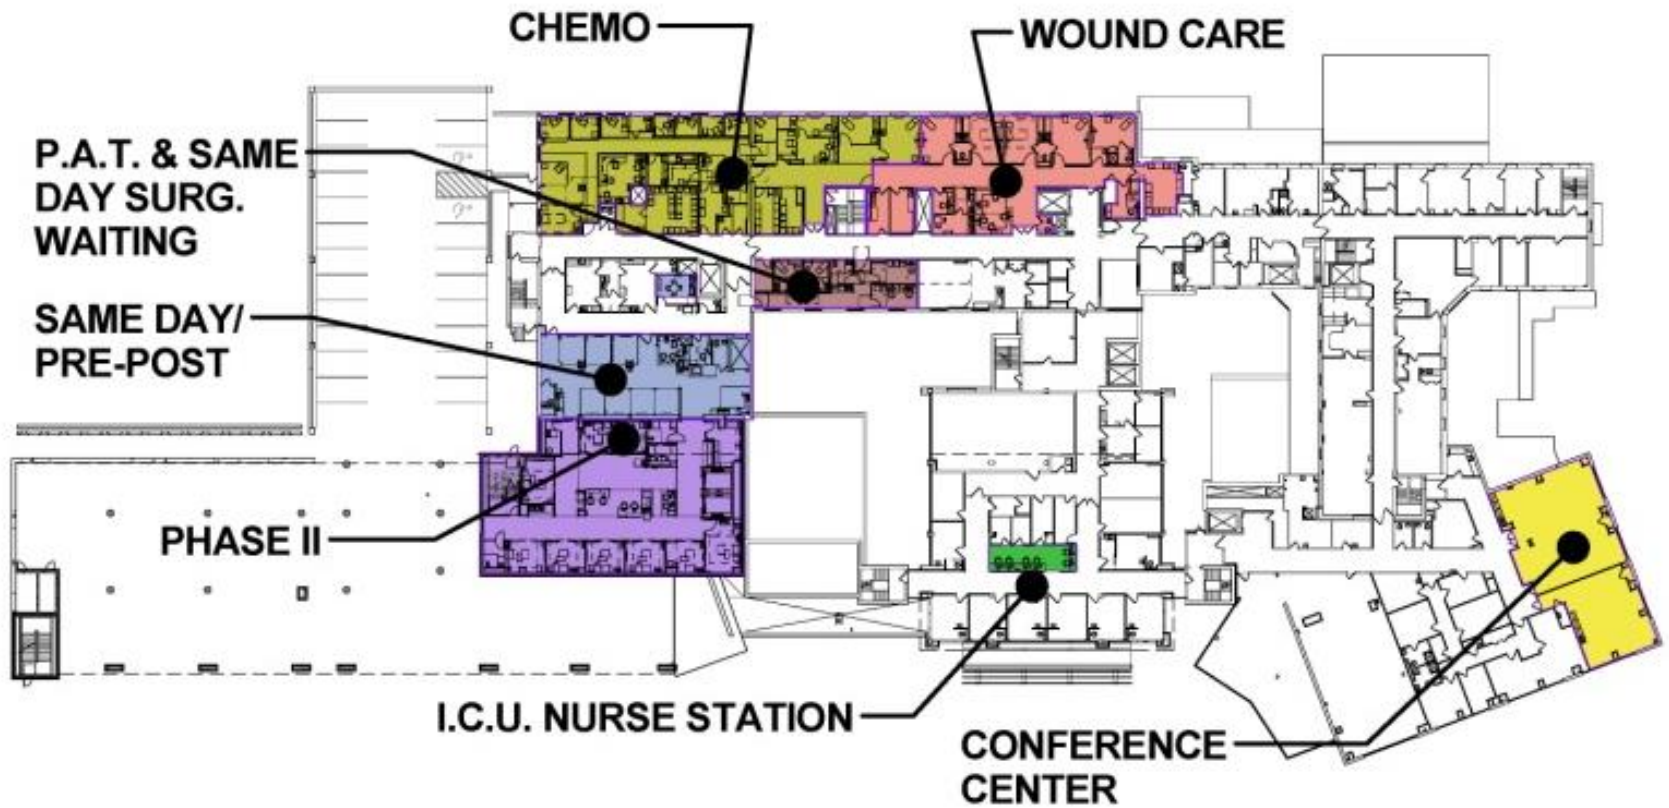 CHEMO
WOUND CARE
P.A.T. & SAME
DAY SURG.
WAITING
SAME DAY/
PRE-POST
PHASE II
I.C.U. NURSE STATION
CONFERENCE
CENTER